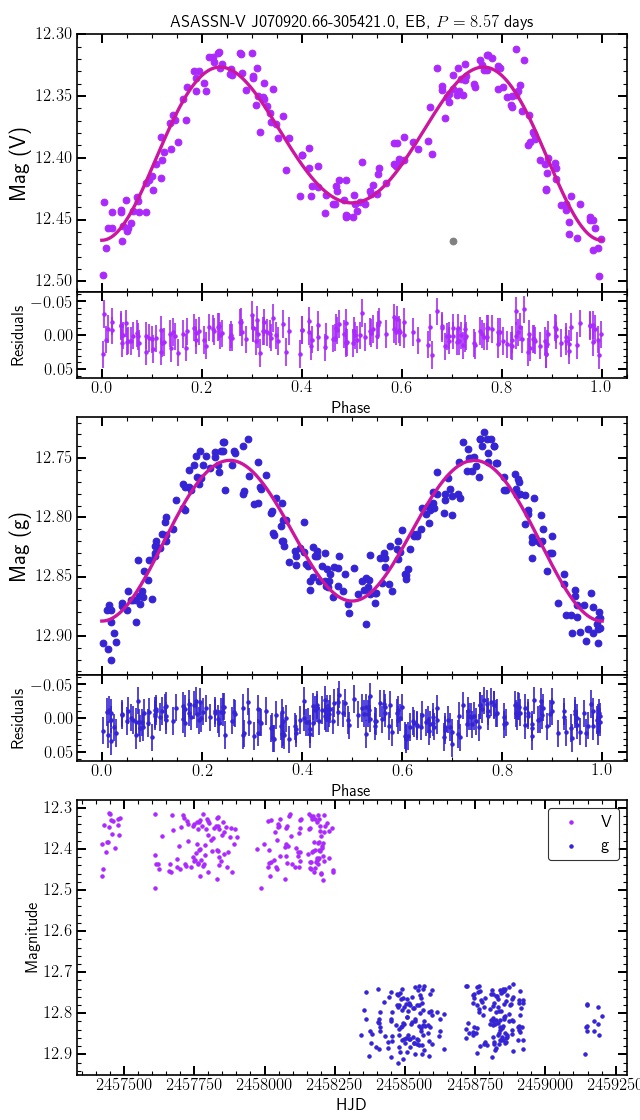 ASASSN-V J070920.66-305421.0, EB, P = 8.57 days
12.30
12.35
12.40
12.45
12.50
Mag (V)
−0.05
0.00
0.05
Residuals
0.0 0.2 0.4 0.6 0.8 1.0
Phase
12.75
12.80
12.85
12.90
Mag (g)
−0.05
0.00
0.05
Residuals
0.0 0.2 0.4 0.6 0.8 1.0
Phase
12.3
12.4
12.5
12.6
12.7
12.8
12.9
Magnitude
V
g
2457500 2457750 2458000 2458250 2458500 2458750 2459000 2459250
HJD